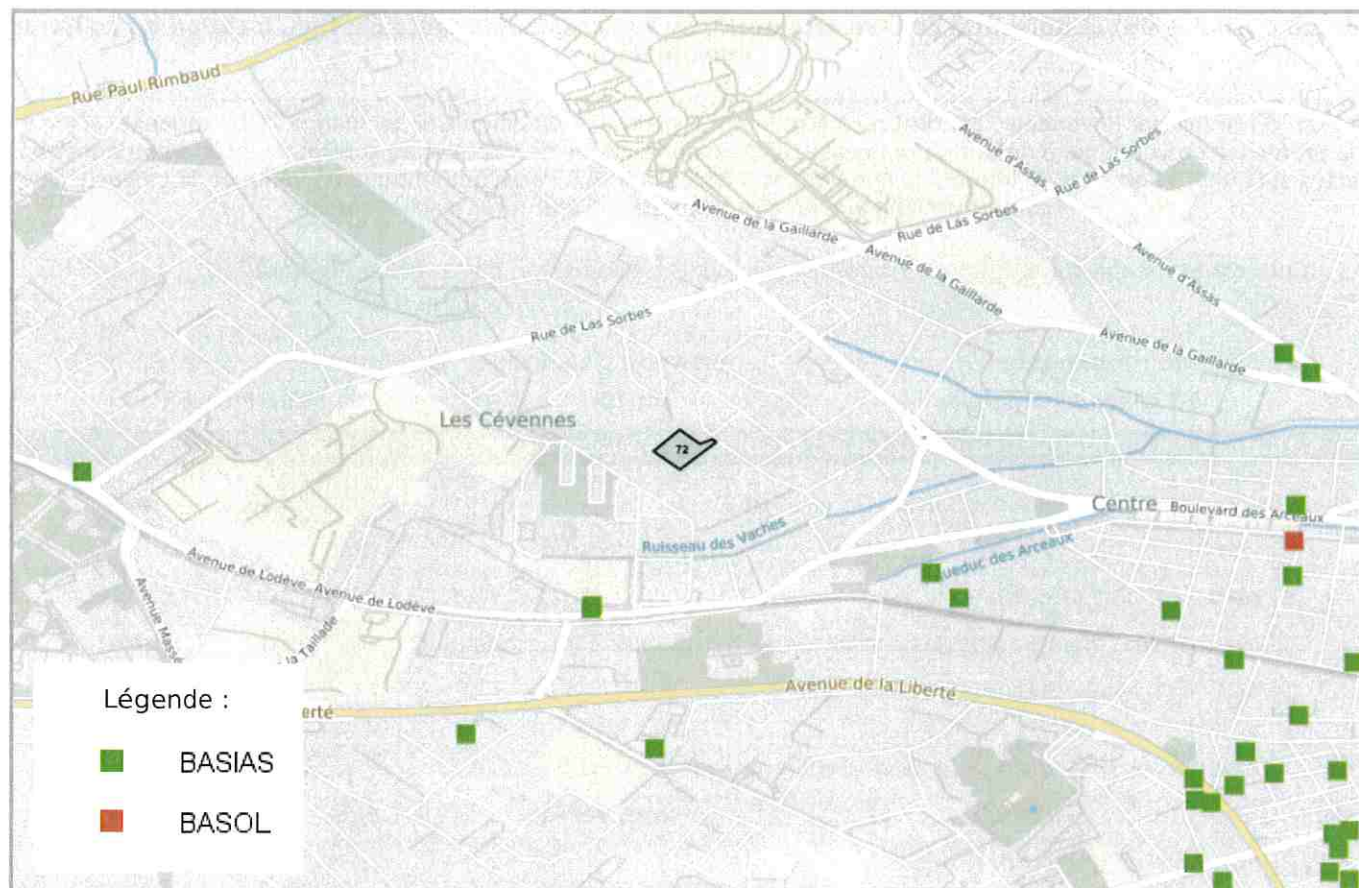 Rue Paul Rimbaud
Avenue d'Assas
Rue de Las Sorbes
Avenue de la Gaillarde
Rue de Las Sorbes
Avenue de la Gaillarde
Avenue d'Assas
Rue de Las Sorbes
Avenue de la Gaillarde
Les Cévennes
72
Centre
Boulevard des Arceaux
Ruisseau des Vaches
queduc des Arceaux
Avenue de Lodève
Avenue de Lodève
Avenue Mass
la Taillade
Avenue de la Liberté
erté
Légende :
BASIAS
BASOL